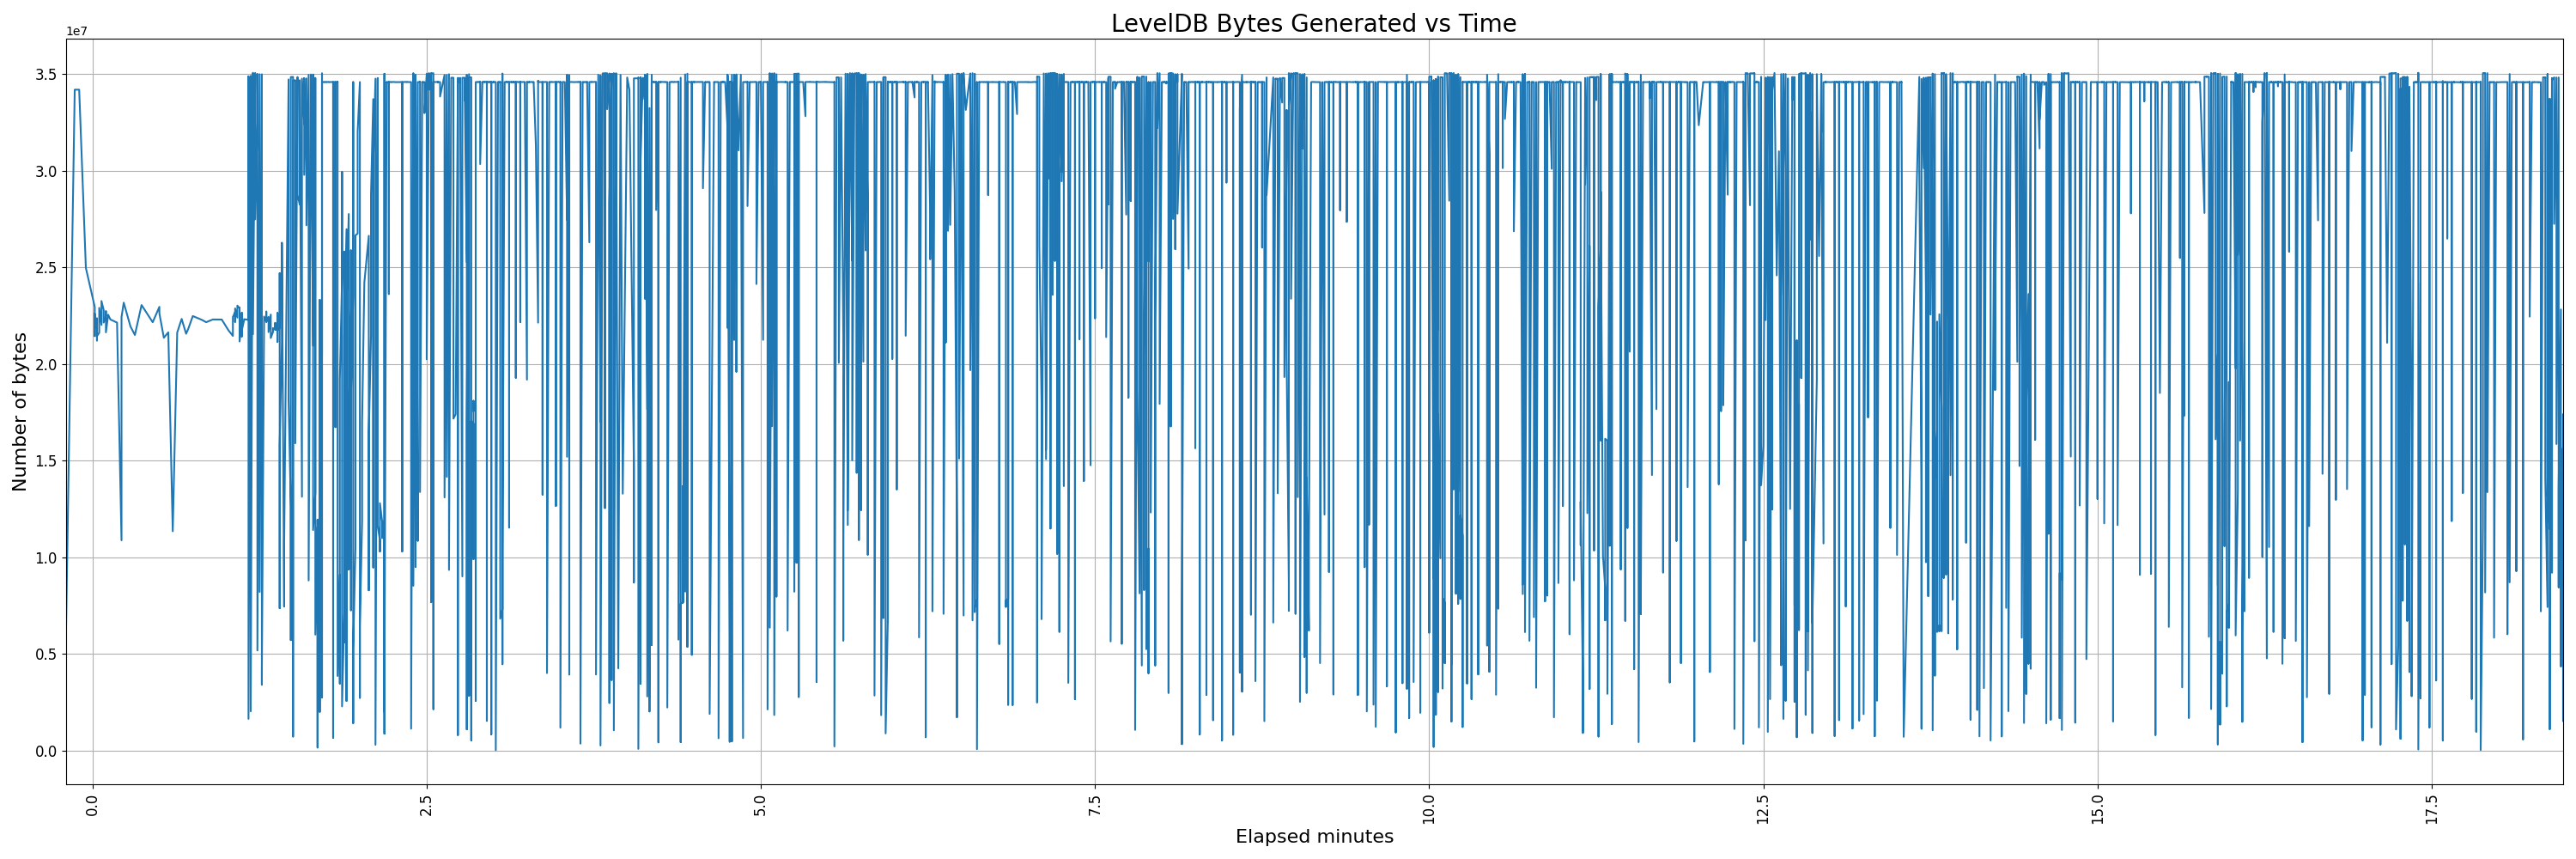 LevelDB Bytes Generated vs Time
1e7
3.5
3.0
2.5
2.0
1.5
1.0
0.5
0.0
Number of bytes
0.0 2.5 5.0 7.5 10.0 12.5 15.0 17.5
Elapsed minutes